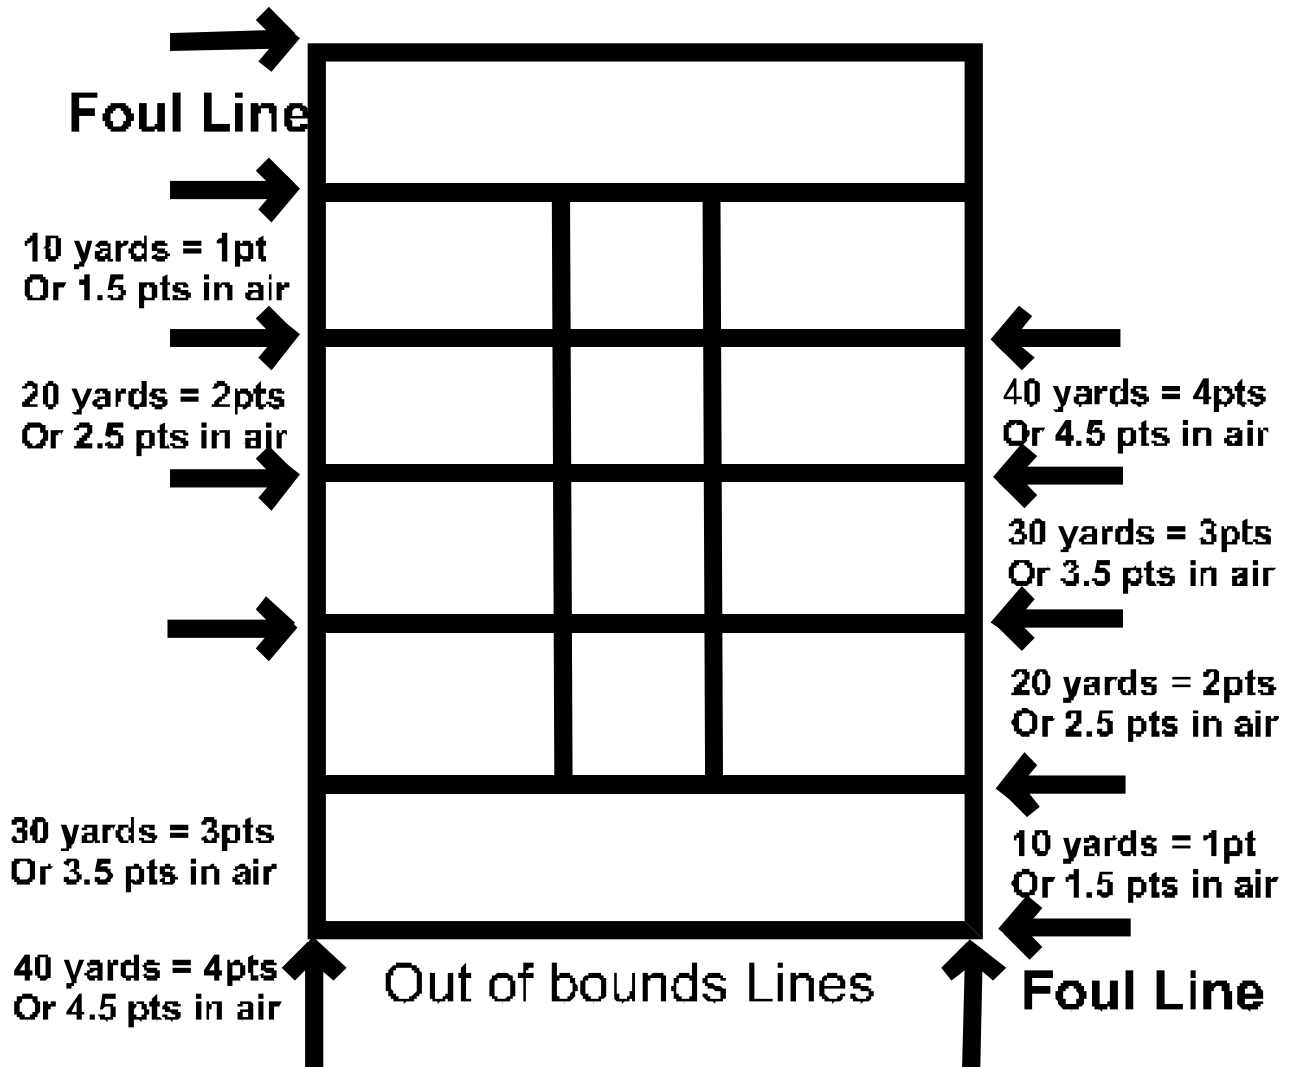 Foul Line
10 yards = 1pt
Or 1.5 pts in air
20 yards = 2pts
Or 2.5 pts in air
30 yards = 3pts
Or 3.5 pts in air
40 yards = 4pts
Or 4.5 pts in air
Out of bounds Lines
40 yards = 4pts
Or 4.5 pts in air
30 yards = 3pts
Or 3.5 pts in air
20 yards = 2pts
Or 2.5 pts in air
10 yards = 1pt
Or 1.5 pts in air
Foul Line